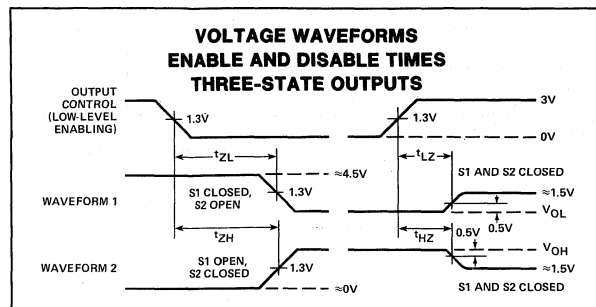 VOLTAGE WAVEFORMS
ENABLE AND DISABLE TIMES
THREE-STATE OUTPUTS
OUTPUT
CONTROL
(LOW-LEVEL
ENABLING)
1.3V
1.3V
3V
0V
tZL
tLZ
S1 AND S2 CLOSED
≈4.5V
WAVEFORM 1
S1 CLOSED,
S2 OPEN
1.3V
≈1.5V
VOL
0.5V
tZH
tHZ
0.5V
VOH
WAVEFORM 2
S1 OPEN,
S2 CLOSED
1.3V
≈1.5V
≈0V
S1 AND S2 CLOSED